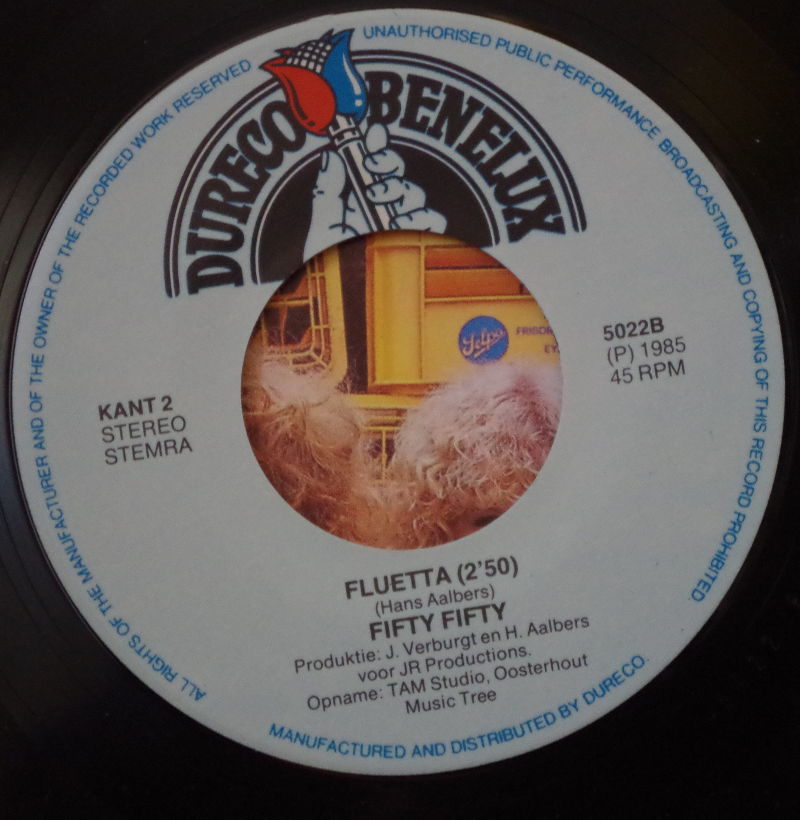 ALL RIGHTS OF THE MANUFACTURER AND OF THE OWNER OF THE RECORDED WORK RESERVED
UNAUTHORISED PUBLIC PERFORMANCE BROADCASTING AND COPYING OF THIS RECORD PROHIBITED.
DURECO BENELUX
5022B
(P) 1985
45 RPM
KANT 2
STEREO
STEMRA
FLUETTA (2'50)
(Hans Aalbers)
FIFTY FIFTY
Produktie: J. Verburgt en H. Aalbers
voor JR Productions.
Opname: TAM Studio, Oosterhout
Music Tree
MANUFACTURED AND DISTRIBUTED BY DURECO.